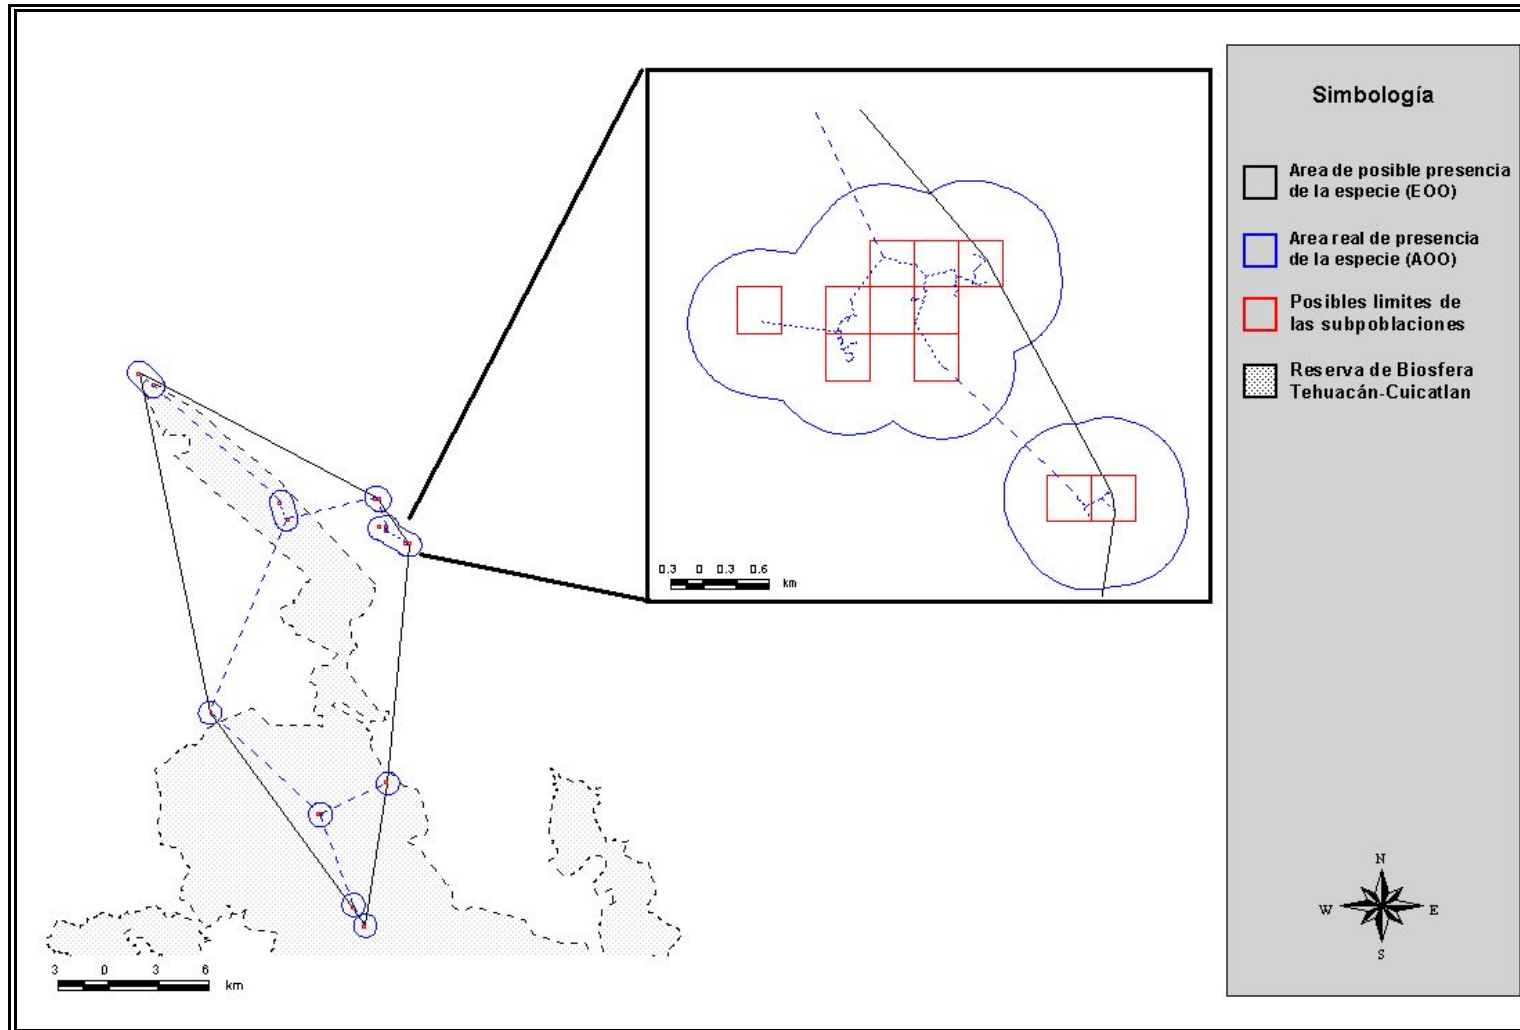 Simbología
Area de posible presencia
de la especie (EOO)
Area real de presencia
de la especie (AOO)
Posibles limites de
las subpoblaciones
Reserva de Biosfera
Tehuacán-Cuicatlan
0.3 0 0.3 0.6
km
N
W E
S
3 0 3 6
km